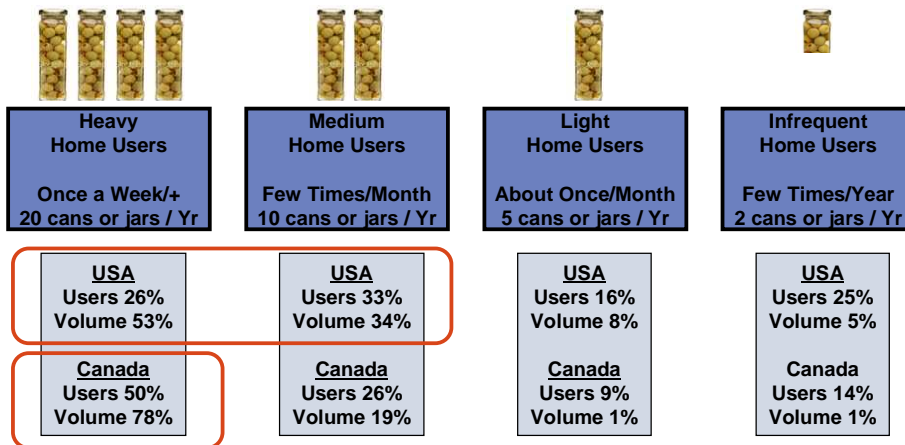 Heavy
Home Users
Once a Week/+
20 cans or jars / Yr
Medium
Home Users
Few Times/Month
10 cans or jars / Yr
Light
Home Users
About Once/Month
5 cans or jars / Yr
Infrequent
Home Users
Few Times/Year
2 cans or jars / Yr
USA
Users 26%
Volume 53%
USA
Users 33%
Volume 34%
USA
Users 16%
Volume 8%
USA
Users 25%
Volume 5%
Canada
Users 50%
Volume 78%
Canada
Users 26%
Volume 19%
Canada
Users 9%
Volume 1%
Canada
Users 14%
Volume 1%